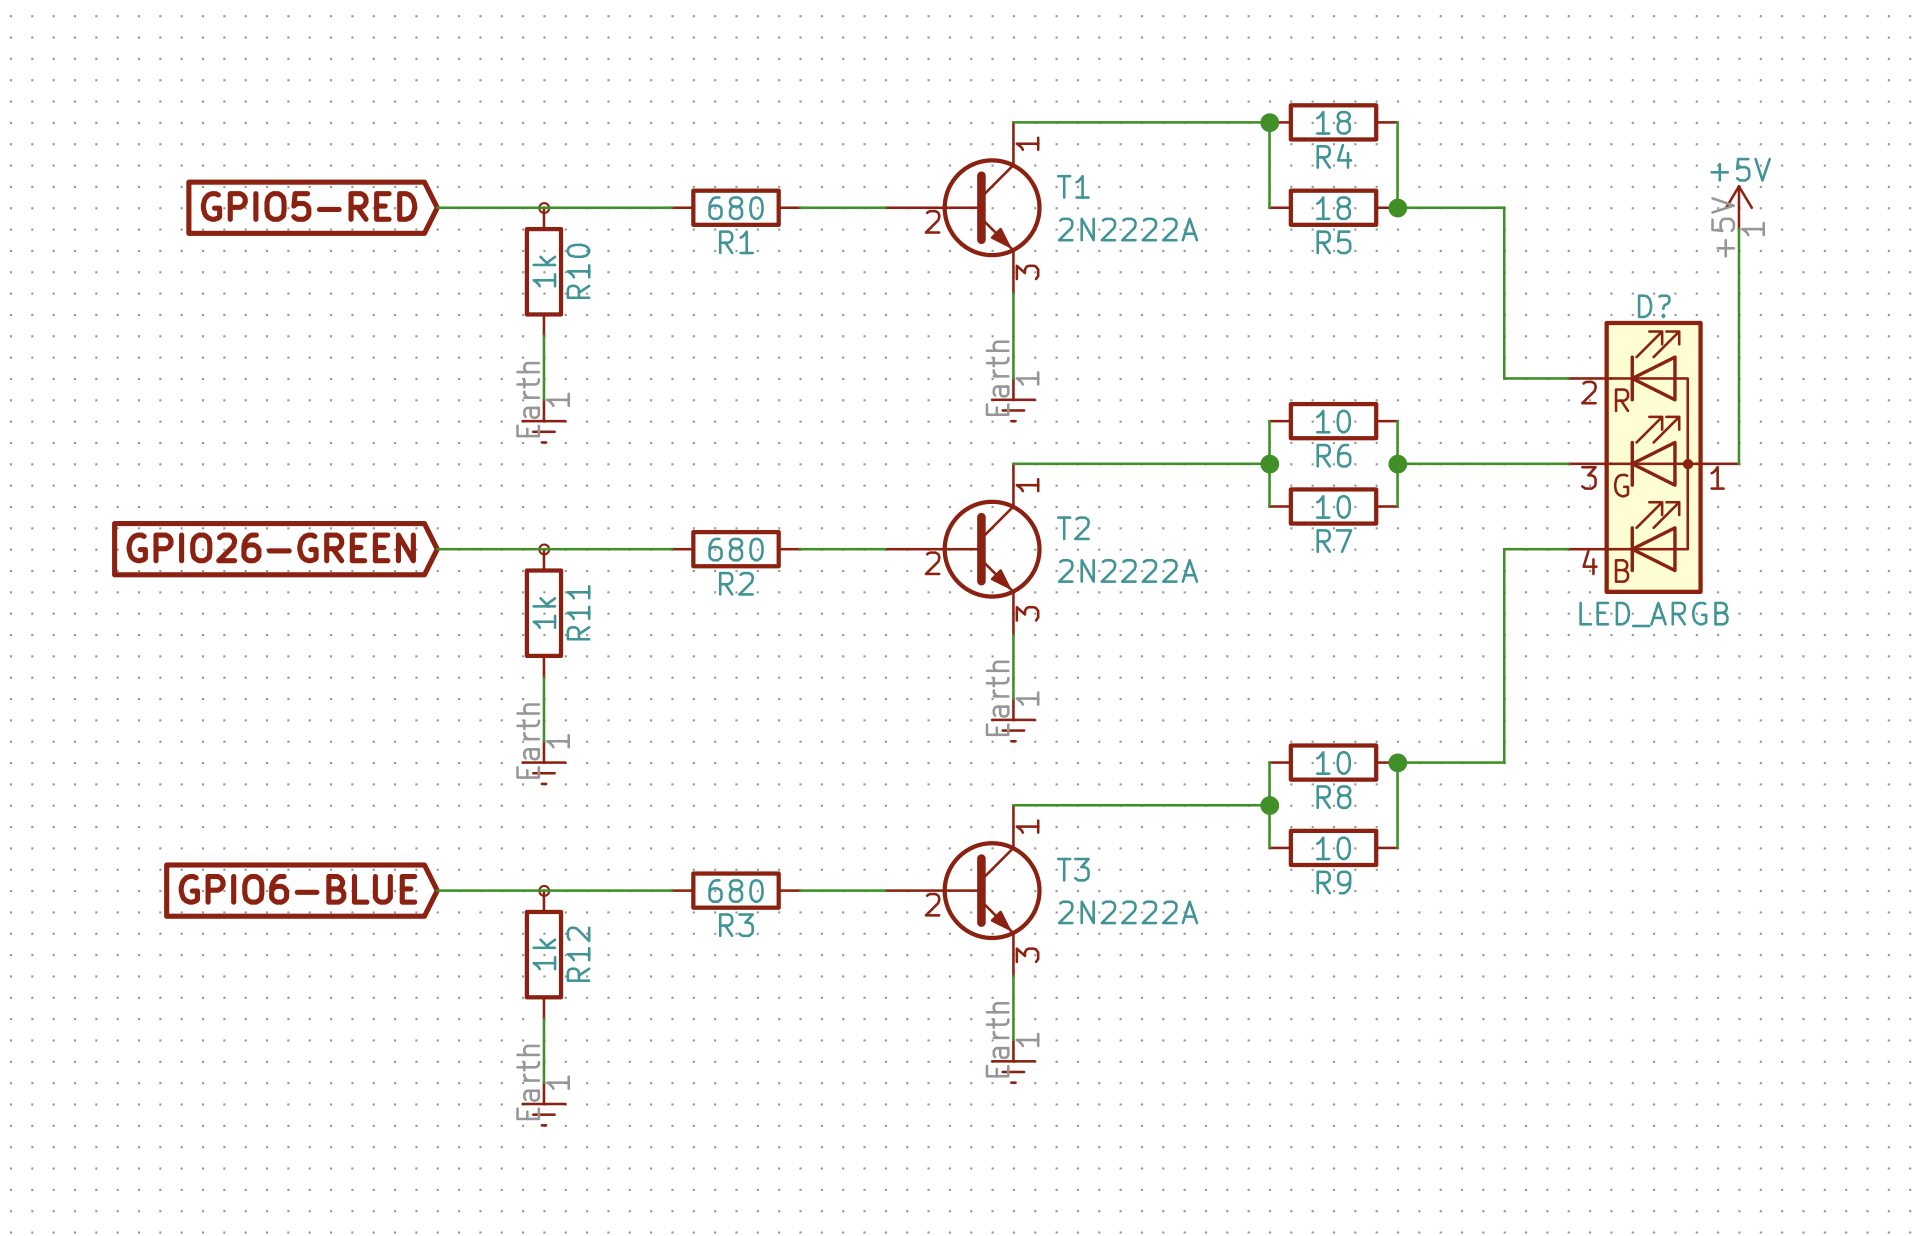 GPIO5-RED
1k
R10
Earth
1
680
R1
2
1
3
T1
2N2222A
Earth
1
18
R4
18
R5
+5V
+5V
1
D?
2
R
3
G
4
B
1
LED_ARGB
GPIO26-GREEN
1k
R11
Earth
1
680
R2
2
1
3
T2
2N2222A
Earth
1
10
R6
10
R7
GPIO6-BLUE
1k
R12
Earth
1
680
R3
2
1
3
T3
2N2222A
Earth
1
10
R8
10
R9